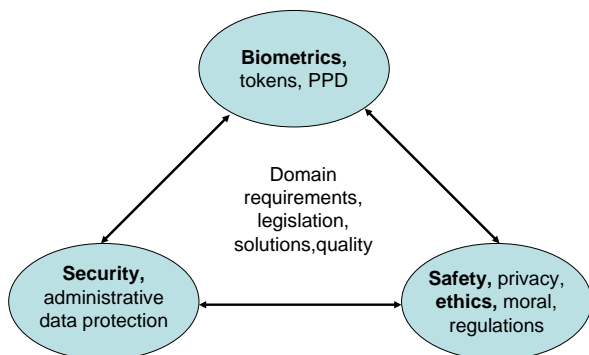 Biometrics,
tokens, PPD
Domain
requirements,
legislation,
solutions,quality
Security,
administrative
data protection
Safety, privacy,
ethics, moral,
regulations